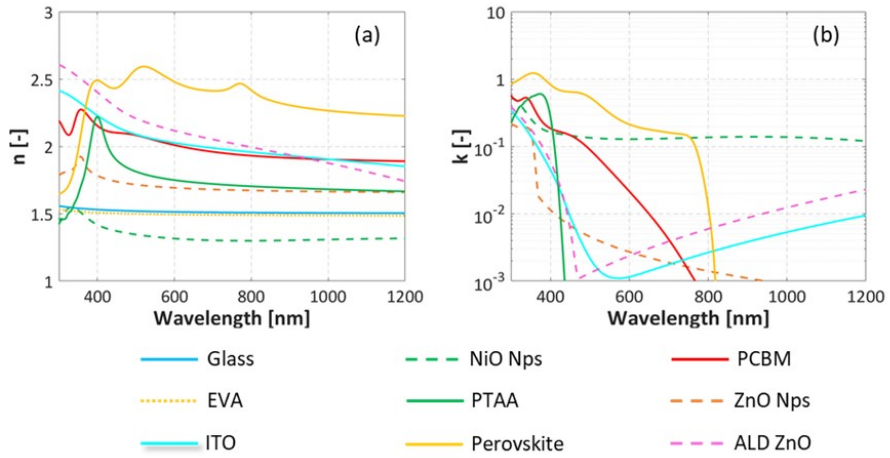 3
2.5
2
1.5
1
n [-]
(a)
400 600 800 1000 1200
Wavelength [nm]
10
1
10⁻¹
10⁻²
10⁻³
k [-]
(b)
400 600 800 1000 1200
Wavelength [nm]
Glass NiO Nps PCBM
EVA PTAA ZnO Nps
ITO Perovskite ALD ZnO